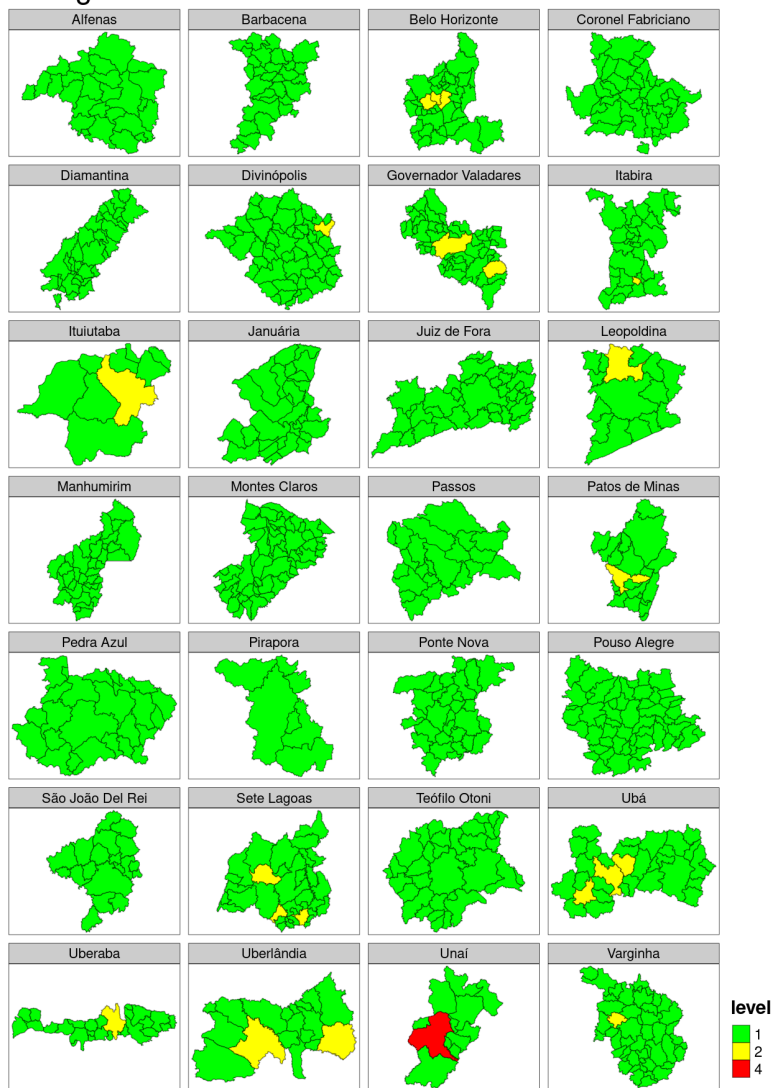 Alfenas Barbacena Belo Horizonte Coronel Fabriciano
Diamantina Divinópolis Governador Valadares Itabira
Ituiutaba Januária Juiz de Fora Leopoldina
Manhumirim Montes Claros Passos Patos de Minas
Pedra Azul Pirapora Ponte Nova Pouso Alegre
São João Del Rei Sete Lagoas Teófilo Otoni Ubá
Uberaba Uberlândia Unaí Varginha
level
1
2
4